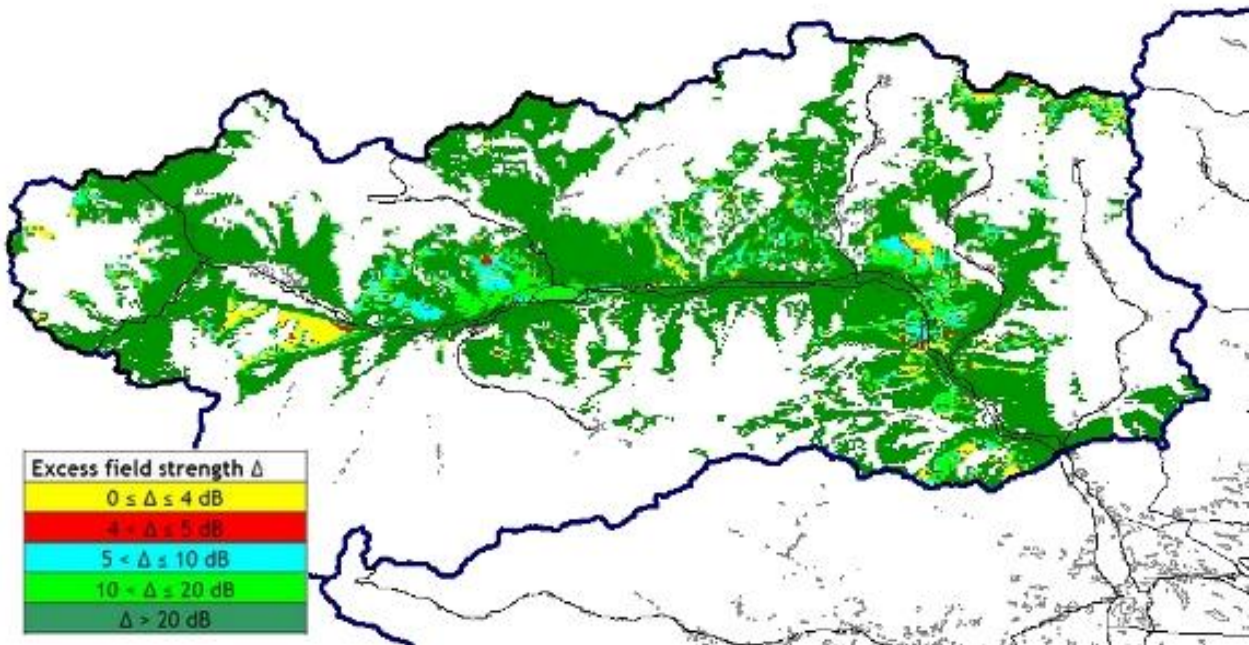 Excess field strength Δ
0 ≤ Δ ≤ 4 dB
4 < Δ ≤ 5 dB
5 < Δ ≤ 10 dB
10 < Δ ≤ 20 dB
Δ > 20 dB